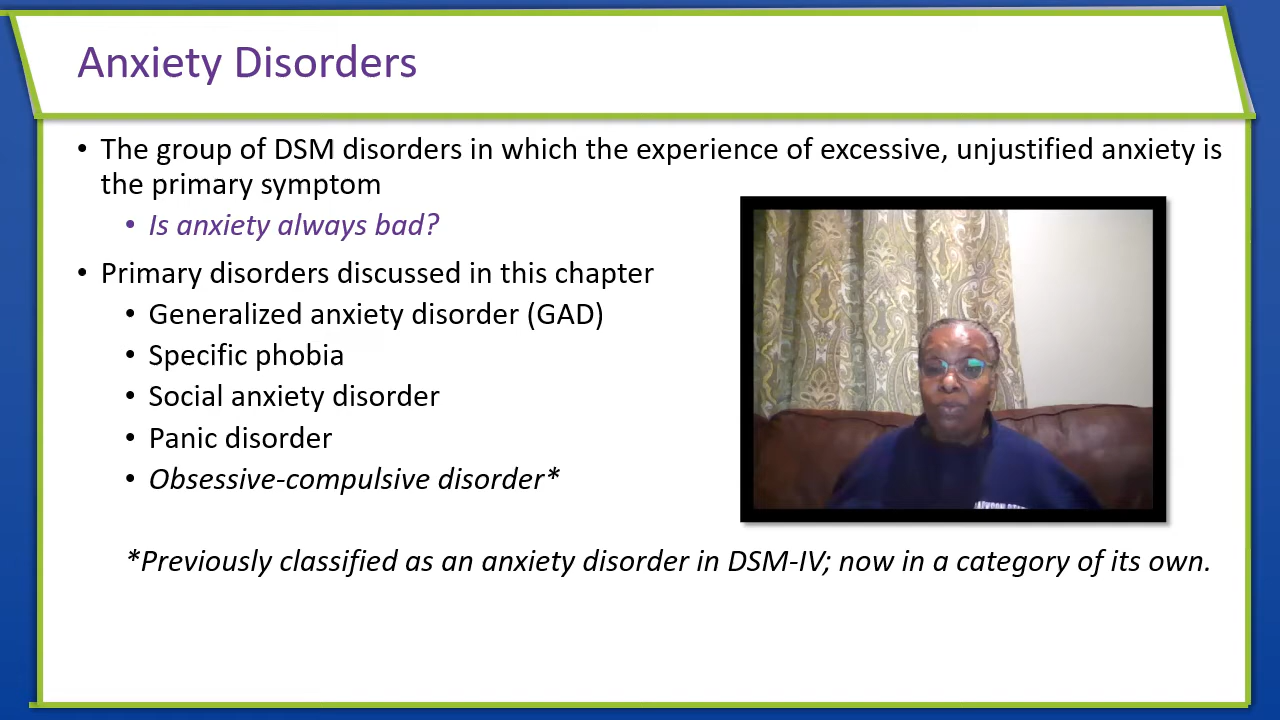 Anxiety Disorders
• The group of DSM disorders in which the experience of excessive, unjustified anxiety is
the primary symptom
• Is anxiety always bad?
• Primary disorders discussed in this chapter
• Generalized anxiety disorder (GAD)
• Specific phobia
• Social anxiety disorder
• Panic disorder
• Obsessive-compulsive disorder*
JACKSON
*Previously classified as an anxiety disorder in DSM-IV; now in a category of its own.